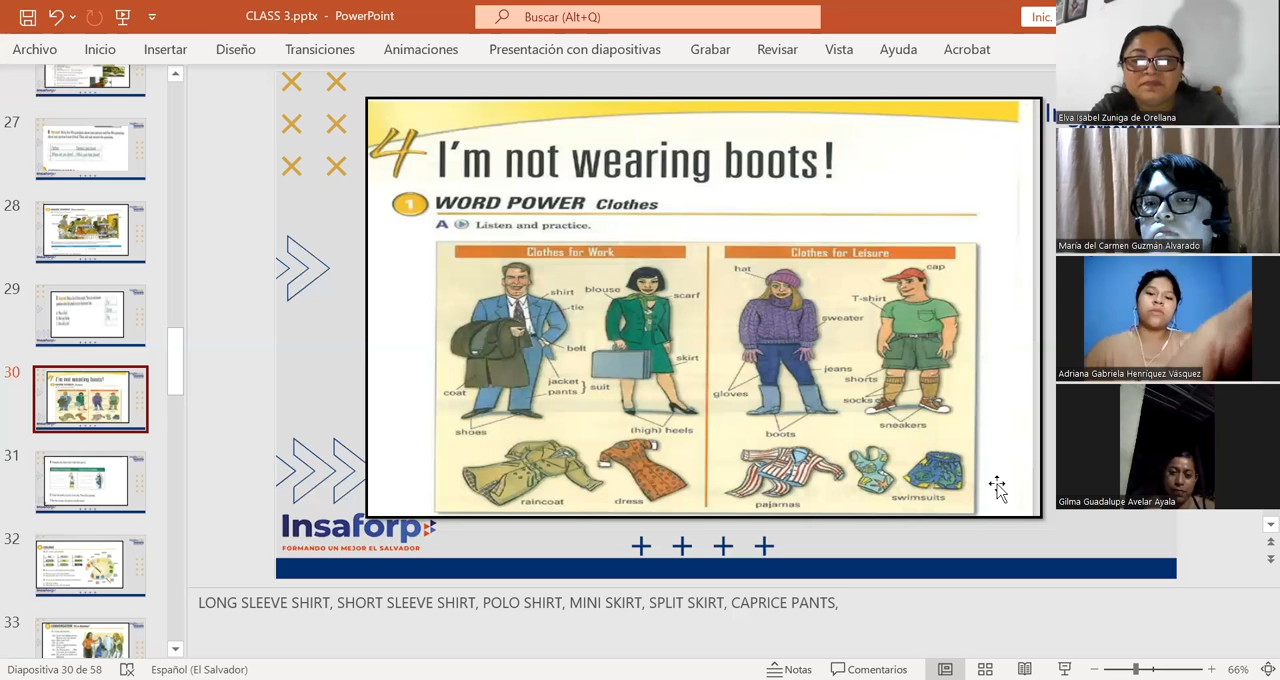 CLASS 3.pptx - PowerPoint
Buscar (Alt+Q)
Inic.
Archivo Inicio Insertar Diseño Transiciones Animaciones Presentación con diapositivas Grabar Revisar Vista Ayuda Acrobat
27
28
29
30
31
32
33
4 I'm not wearing boots!
1 WORD POWER Clothes
A Listen and practice.
Clothes for Work
Clothes for Leisure
shirt
blouse
scarf
tie
belt
skirt
jacket
pants
suit
coat
shoes
(high) heels
raincoat
dress
hat
cap
T-shirt
sweater
jeans
shorts
gloves
socks
sneakers
boots
pajamas
swimsuits
Insaforp
FORMANDO UN MEJOR EL SALVADOR
LONG SLEEVE SHIRT, SHORT SLEEVE SHIRT, POLO SHIRT, MINI SKIRT, SPLIT SKIRT, CAPRICE PANTS,
Elva Isabel Zuniga de Orellana
María del Carmen Guzmán Alvarado
Adriana Gabriela Henríquez Vásquez
Gilma Guadalupe Avelar Ayala
Diapositiva 30 de 58 Español (El Salvador) Notas Comentarios 66%